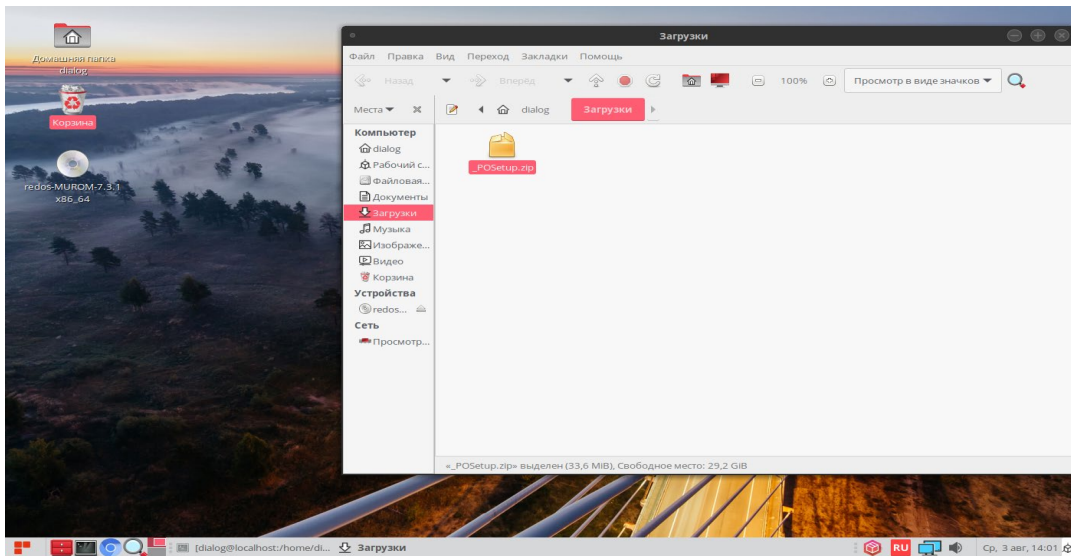 Домашняя папка
dialog
Корзина
redos-MUROM-7.3.1
x86_64
Загрузки
Файл Правка Вид Переход Закладки Помощь
Назад Вперед 100% Просмотр в виде значков
Места dialog Загрузки
Компьютер
dialog
Рабочий с...
Файловая...
Документы
Загрузки
Музыка
Изображе...
Видео
Корзина
Устройства
redos...
Сеть
Просмотр...
_POSetup.zip
«_POSetup.zip» выделен (33,6 MiB), Свободное место: 29,2 GiB
[dialog@localhost:/home/di... Загрузки RU Ср, 3 авг, 14:01